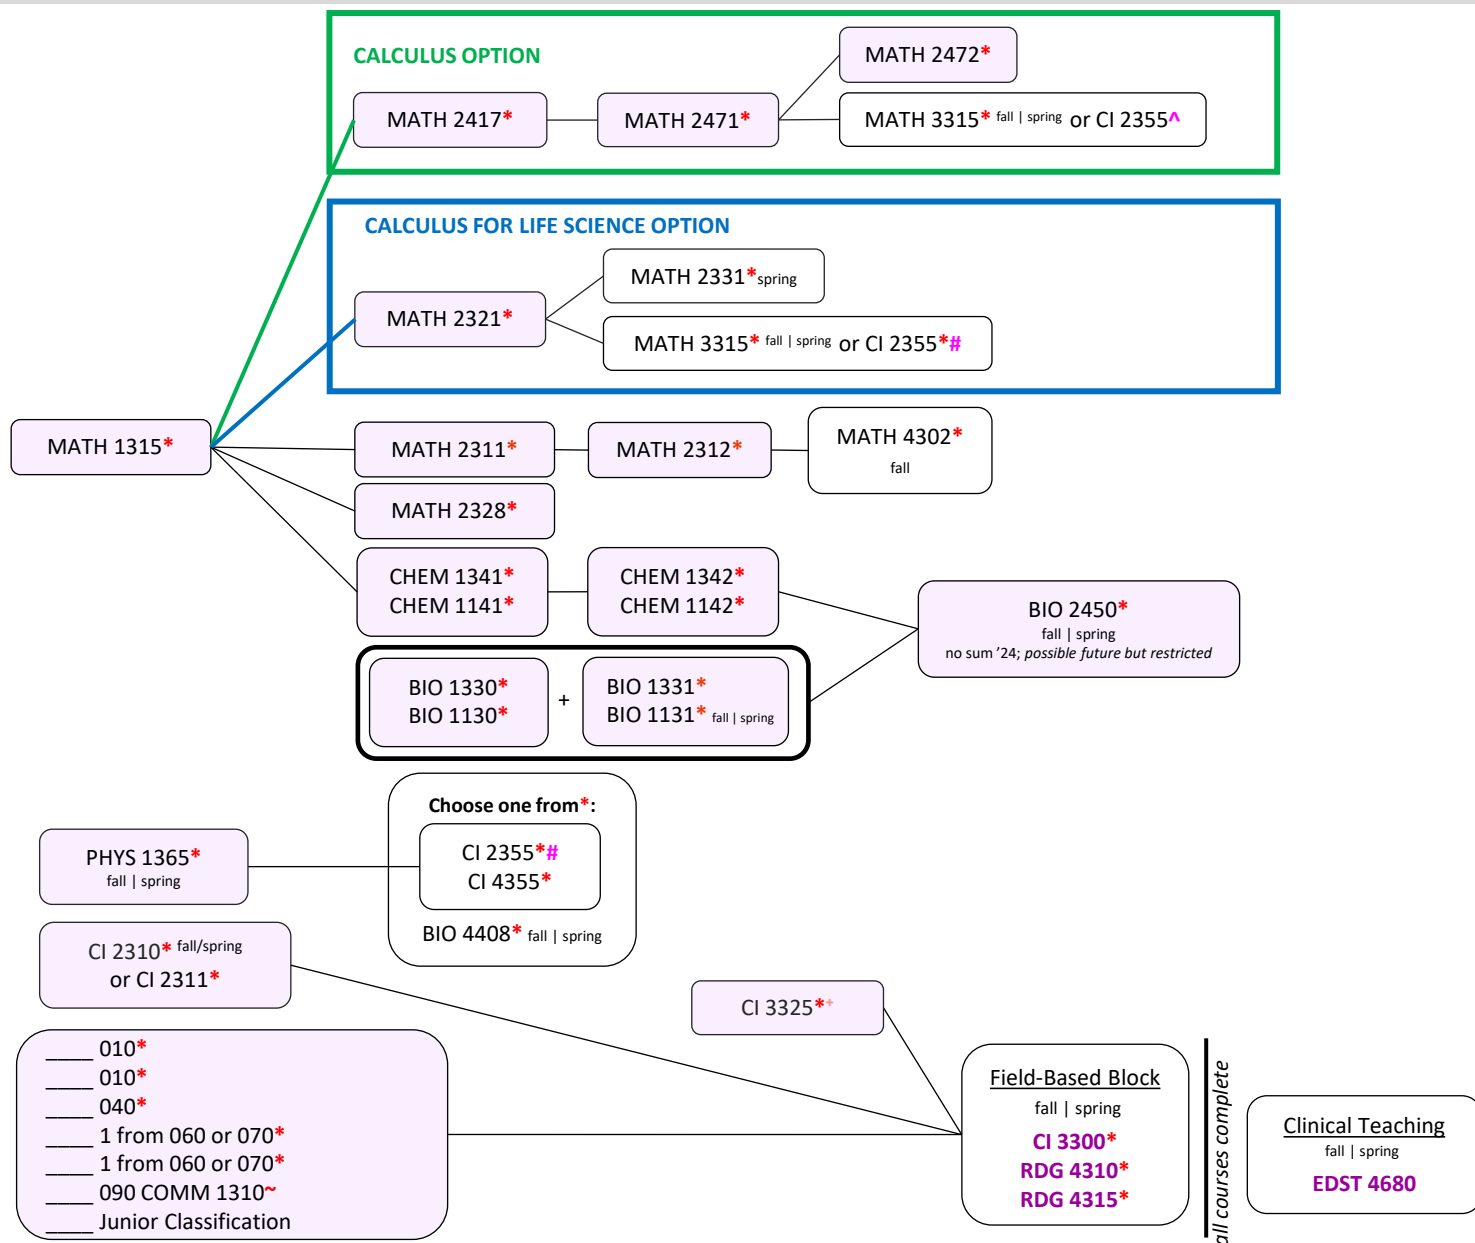 CALCULUS OPTION
MATH 2472*
MATH 2417*
MATH 2471*
MATH 3315* fall | spring or CI 2355^
CALCULUS FOR LIFE SCIENCE OPTION
MATH 2331*spring
MATH 2321*
MATH 3315* fall | spring or CI 2355*#
MATH 1315*
MATH 2311*
MATH 2312*
MATH 4302*
fall
MATH 2328*
CHEM 1341*
CHEM 1141*
CHEM 1342*
CHEM 1142*
BIO 2450*
fall | spring
no sum '24; possible future but restricted
BIO 1330*
BIO 1130*
+
BIO 1331*
BIO 1131* fall | spring
Choose one from*:
CI 2355*#
CI 4355*
BIO 4408* fall | spring
PHYS 1365*
fall | spring
CI 2310* fall/spring
or CI 2311*
CI 3325*+
____ 010*
____ 010*
____ 040*
____ 1 from 060 or 070*
____ 1 from 060 or 070*
____ 090 COMM 1310~
____ Junior Classification
Field-Based Block
fall | spring
CI 3300*
RDG 4310*
RDG 4315*
all courses complete
Clinical Teaching
fall | spring
EDST 4680